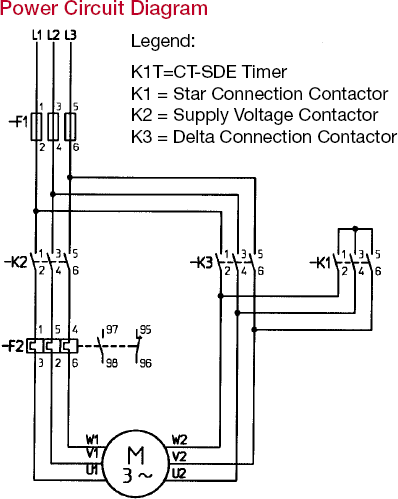 Power Circuit Diagram
L1 L2 L3
Legend:
K1T=CT-SDE Timer
K1 = Star Connection Contactor
K2 = Supply Voltage Contactor
K3 = Delta Connection Contactor
1 3 5
-F1
2 4 6
1 3 5
-K2
2 4 6
1 3 5
-K3
2 4 6
1 3 5
-K1
2 4 6
1 5 4
-F2
3 2 6
97 95
98 96
W1 W2
V1 V2
U1 U2
M
3~